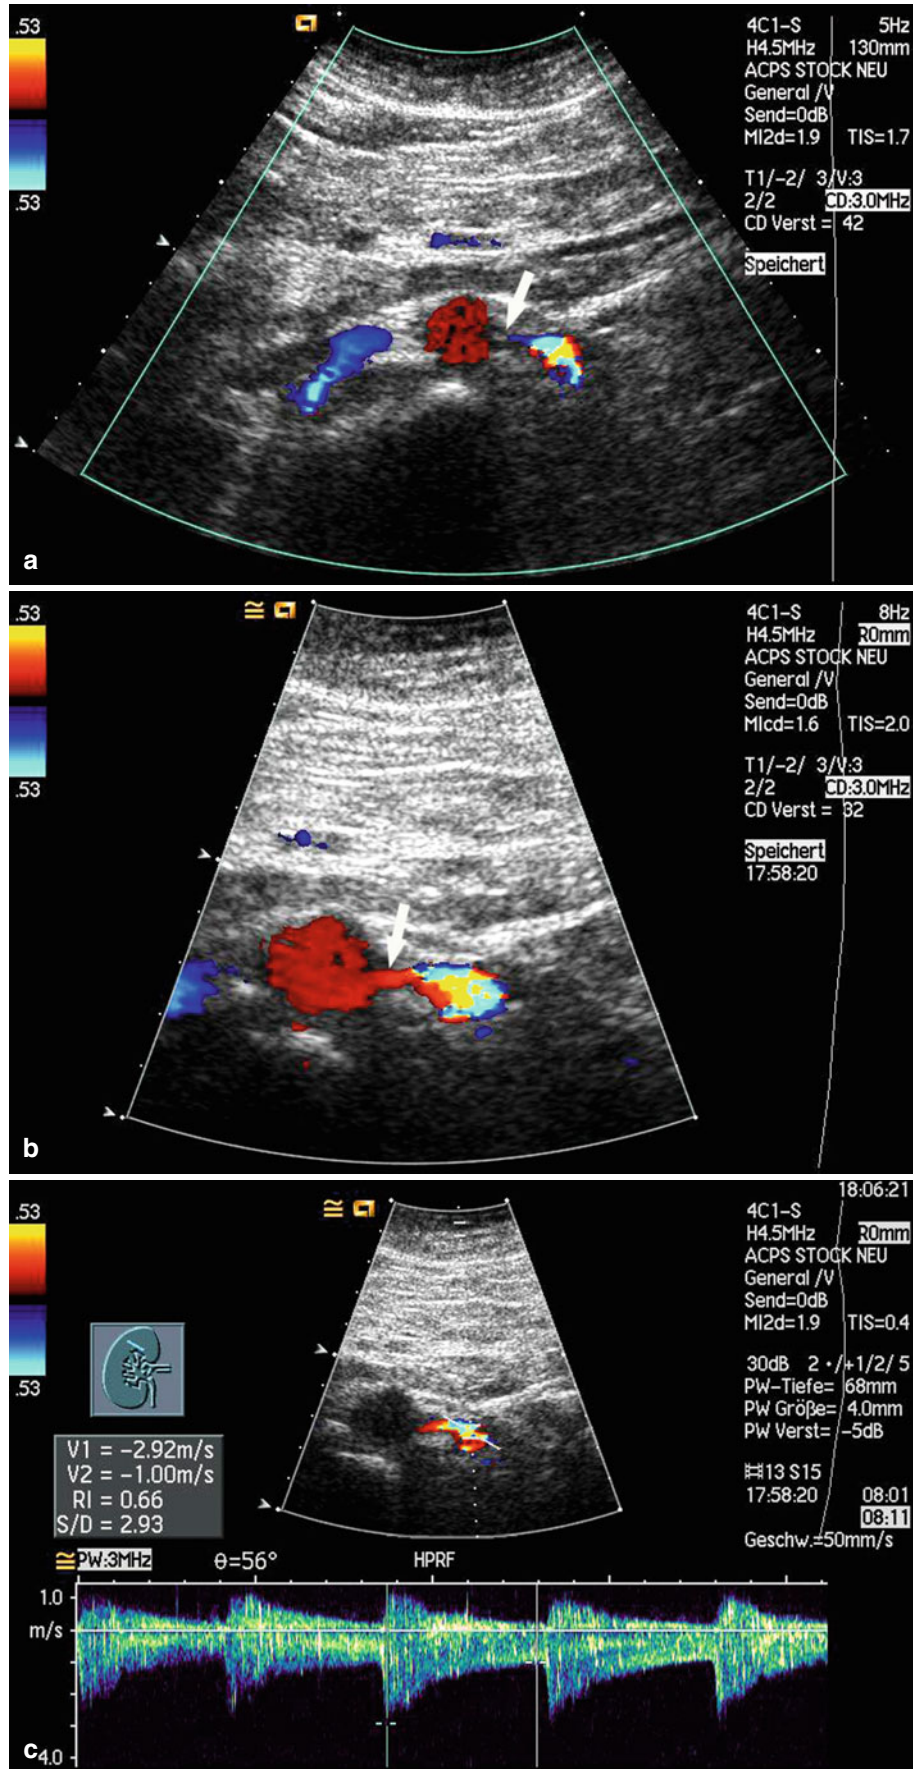 .53
.53
4C1-S 5Hz
H4.5MHz 130mm
ACPS STOCK NEU
General /V
Send=0dB
MI2d=1.9 TIS=1.7
T1/-2/ 3/V:3
2/2 CD:3.0MHz
CD Verst = 42
Speichert
a
.53
.53
4C1-S 8Hz
H4.5MHz R0mm
ACPS STOCK NEU
General /V
Send=0dB
MIcd=1.6 TIS=2.0
T1/-2/ 3/V:3
2/2 CD:3.0MHz
CD Verst = 32
Speichert
17:58:20
b
18:06:21
.53
.53
4C1-S
H4.5MHz R0mm
ACPS STOCK NEU
General /V
Send=0dB
MI2d=1.9 TIS=0.4
30dB 2 •/+1/2/ 5
PW-Tiefe= 68mm
PW Größe= 4.0mm
PW Verst= -5dB
13 S15
17:58:20 08:01
08:11
Geschw.=50mm/s
V1 = -2.92m/s
V2 = -1.00m/s
RI = 0.66
S/D = 2.93
PW:3MHz θ=56° HPRF
1.0
m/s
4.0
c